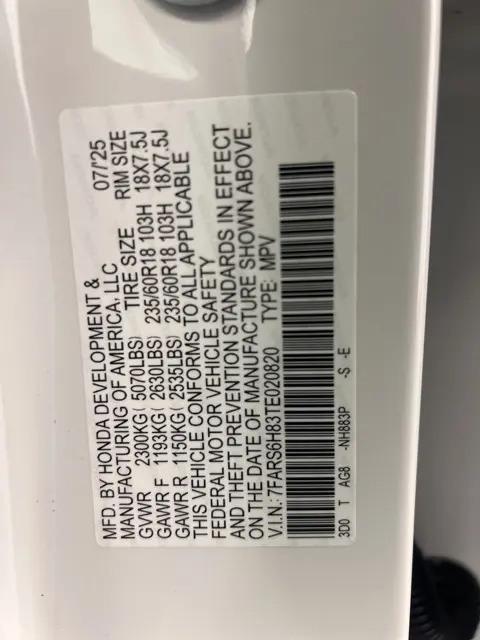 MFD. BY HONDA DEVELOPMENT &
MANUFACTURING OF AMERICA, LLC 07/'25
TIRE SIZE RIM SIZE
GVWR 2300KG ( 5070LBS)
GAWR F 1193KG ( 2630LBS) 235/60R18 103H 18X7.5J
GAWR R 1150KG ( 2535LBS) 235/60R18 103H 18X7.5J
THIS VEHICLE CONFORMS TO ALL APPLICABLE
FEDERAL MOTOR VEHICLE SAFETY
AND THEFT PREVENTION STANDARDS IN EFFECT
ON THE DATE OF MANUFACTURE SHOWN ABOVE.
V.I.N.: 7FARS6H83TE020820 TYPE: MPV
3D0 T AG8 -NH883P -S -E